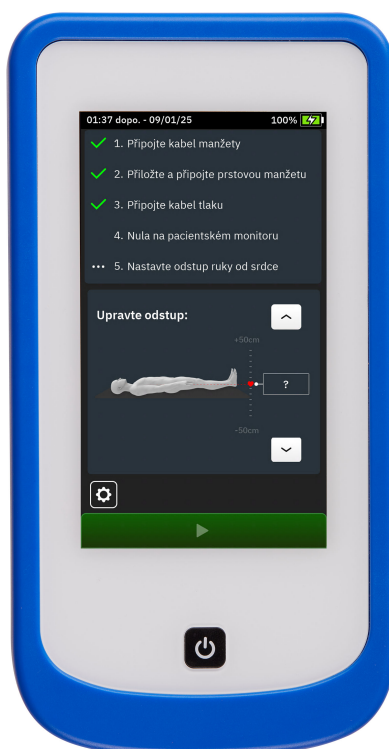 01:37 dopo. - 09/01/25 100%
1. Připojte kabel manžety
2. Přiložte a připojte prstovou manžetu
3. Připojte kabel tlaku
4. Nula na pacientském monitoru
5. Nastavte odstup ruky od srdce
Upravte odstup:
+50cm
?
-50cm